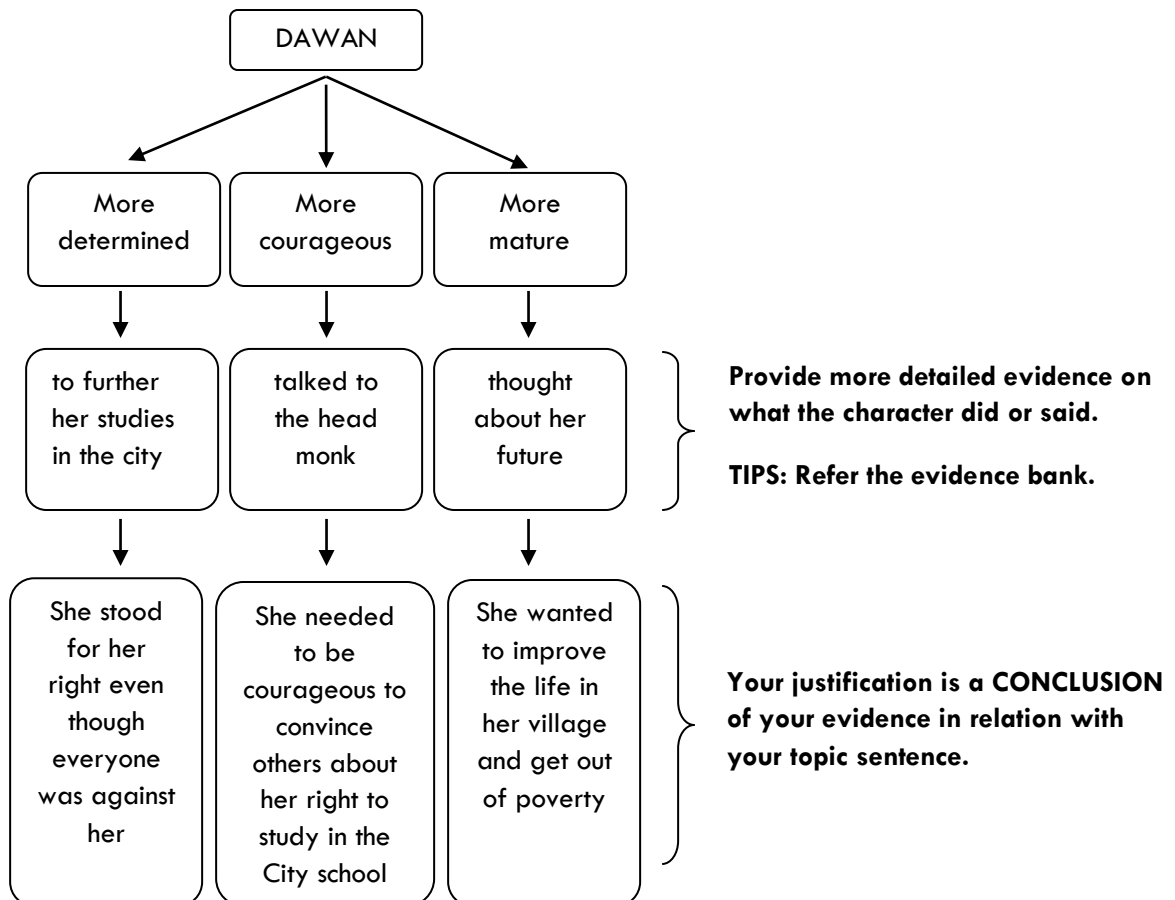 DAWAN
More
determined
More
courageous
More
mature
to further
her studies
in the city
talked to
the head
monk
thought
about her
future
Provide more detailed evidence on
what the character did or said.
TIPS: Refer the evidence bank.
She stood
for her
right even
though
everyone
was against
her
She needed
to be
courageous to
convince
others about
her right to
study in the
City school
She wanted
to improve
the life in
her village
and get out
of poverty
Your justification is a CONCLUSION
of your evidence in relation with
your topic sentence.